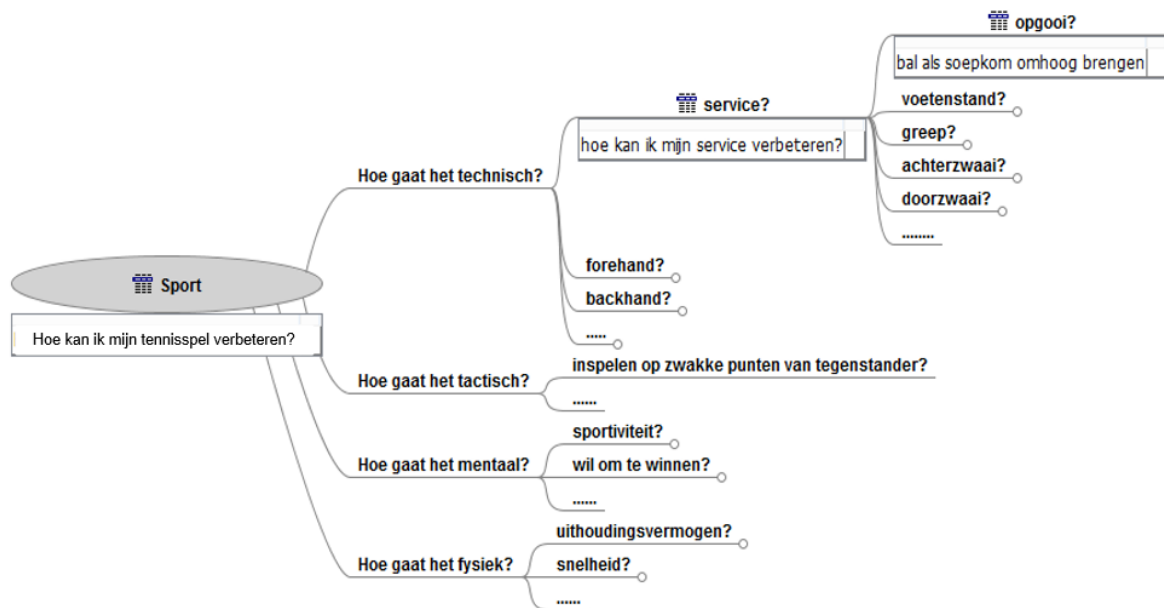 Sport
Hoe kan ik mijn tennisspel verbeteren?
Hoe gaat het technisch?
service?
hoe kan ik mijn service verbeteren?
opgooi?
bal als soepkom omhoog brengen
voetenstand?
greep?
achterzwaai?
doorzwaai?
........
forehand?
backhand?
.....
Hoe gaat het tactisch?
inspelen op zwakke punten van tegenstander?
......
Hoe gaat het mentaal?
sportiviteit?
wil om te winnen?
......
Hoe gaat het fysiek?
uithoudingsvermogen?
snelheid?
......